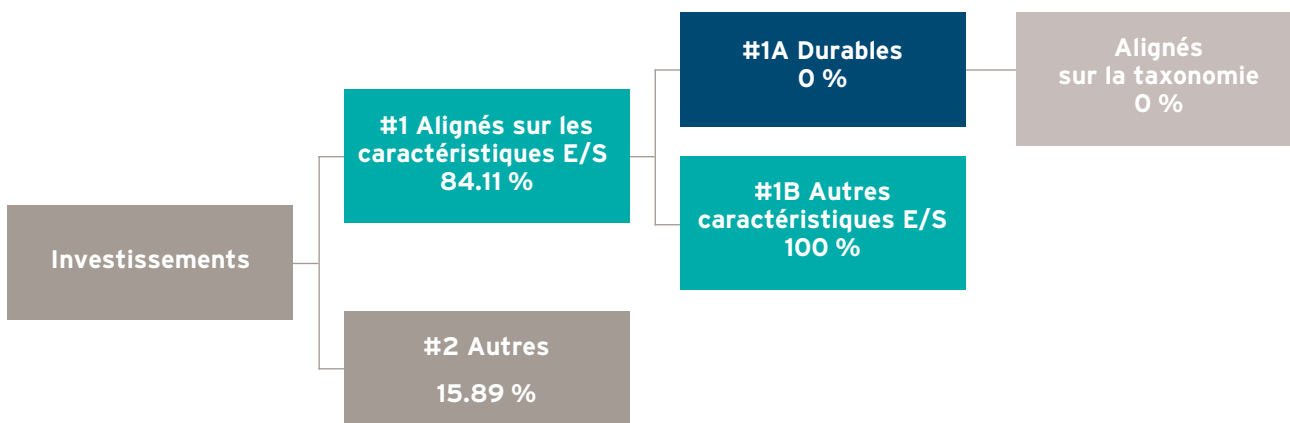 Investissements
#1 Alignés sur les
caractéristiques E/S
84.11 %
#2 Autres
15.89 %
#1A Durables
0 %
#1B Autres
caractéristiques E/S
100 %
Alignés
sur la taxonomie
0 %